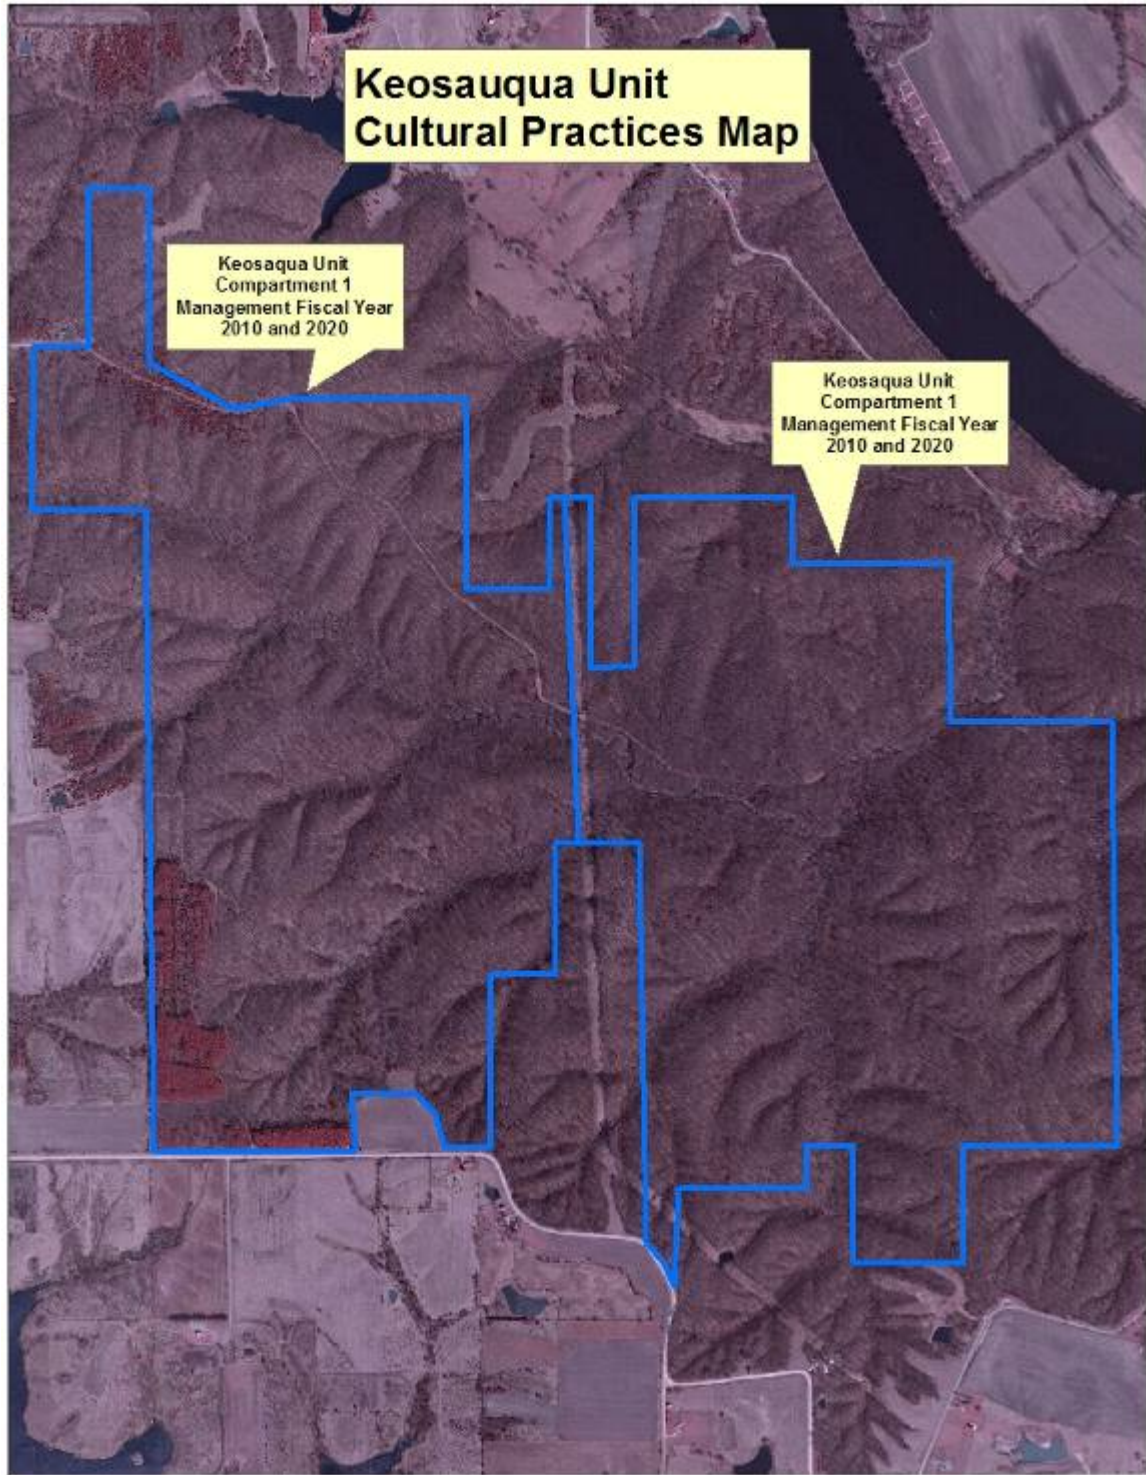 Keosauqua Unit
Cultural Practices Map
Keosaqua Unit
Compartment 1
Management Fiscal Year
2010 and 2020
Keosaqua Unit
Compartment 1
Management Fiscal Year
2010 and 2020